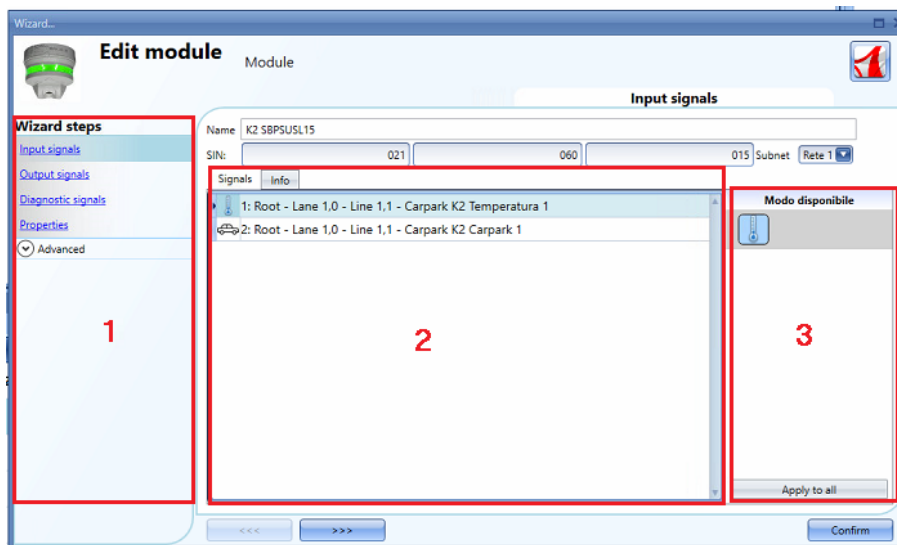 Wizard...
Edit module
Module
Input signals
Wizard steps
Input signals
Output signals
Diagnostic signals
Properties
Advanced
Name K2 SBPSUSL15
SIN: 021 060 015 Subnet Rete 1
Signals Info
1: Root - Lane 1,0 - Line 1,1 - Carpark K2 Temperatura 1
2: Root - Lane 1,0 - Line 1,1 - Carpark K2 Carpark 1
Modo disponibile
1
2
3
Apply to all
<<< >>> Confirm